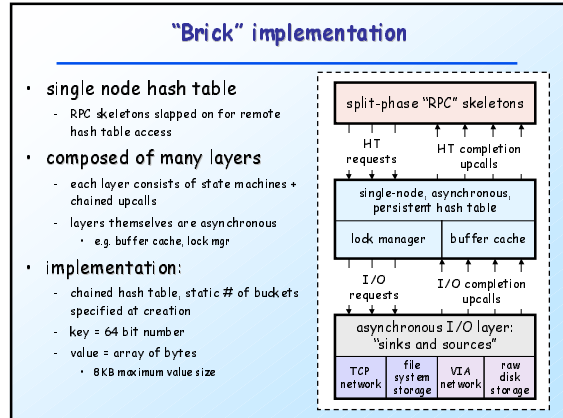 “Brick” implementation
• single node hash table
- RPC skeletons slapped on for remote
hash table access
• composed of many layers
- each layer consists of state machines +
chained upcalls
- layers themselves are asynchronous
• e.g. buffer cache, lock mgr
• implementation:
- chained hash table, static # of buckets
specified at creation
- key = 64 bit number
- value = array of bytes
• 8KB maximum value size
split-phase “RPC” skeletons
HT
requests
HT completion
upcalls
single-node, asynchronous,
persistent hash table
lock manager
buffer cache
I/O
requests
I/O completion
upcalls
asynchronous I/O layer:
“sinks and sources”
TCP
network
file
system
storage
VIA
network
raw
disk
storage